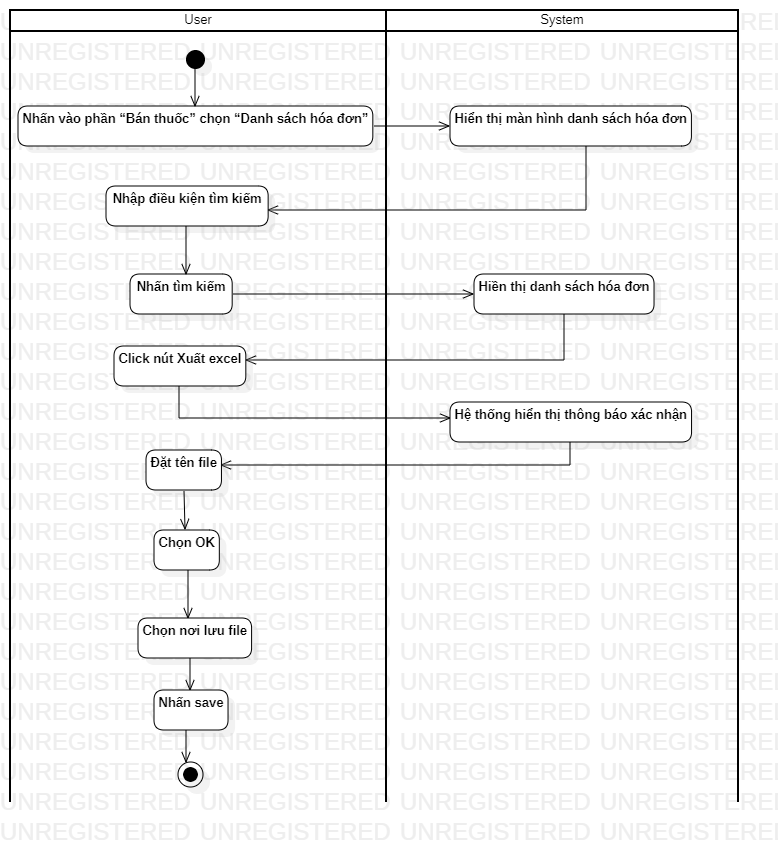 User
System
Nhấn vào phần “Bán thuốc” chọn “Danh sách hóa đơn”
Hiển thị màn hình danh sách hóa đơn
Nhập điều kiện tìm kiếm
Nhấn tìm kiếm
Hiền thị danh sách hóa đơn
Click nút Xuất excel
Hệ thống hiển thị thông báo xác nhận
Đặt tên file
Chọn OK
Chọn nơi lưu file
Nhấn save
UNREGISTERED